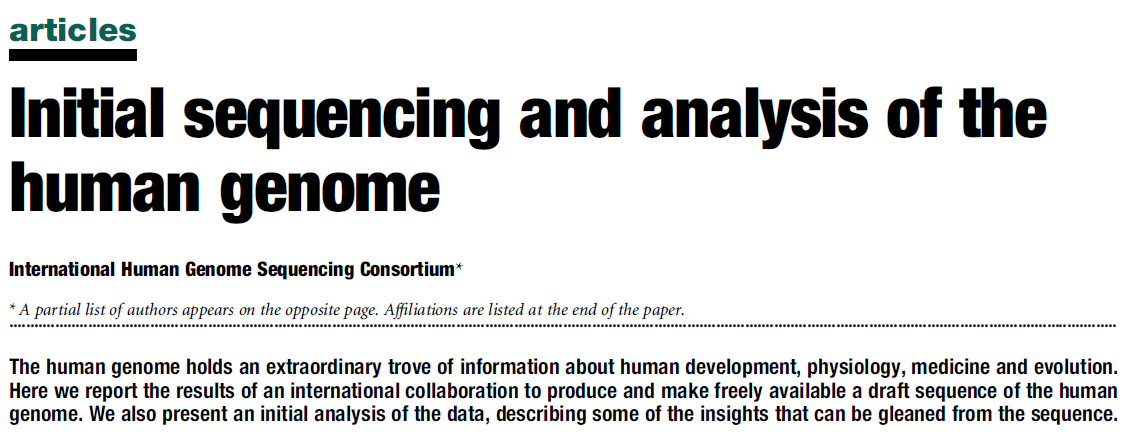 articles
Initial sequencing and analysis of the
human genome
International Human Genome Sequencing Consortium*
* A partial list of authors appears on the opposite page. Affiliations are listed at the end of the paper.
The human genome holds an extraordinary trove of information about human development, physiology, medicine and evolution.
Here we report the results of an international collaboration to produce and make freely available a draft sequence of the human
genome. We also present an initial analysis of the data, describing some of the insights that can be gleaned from the sequence.